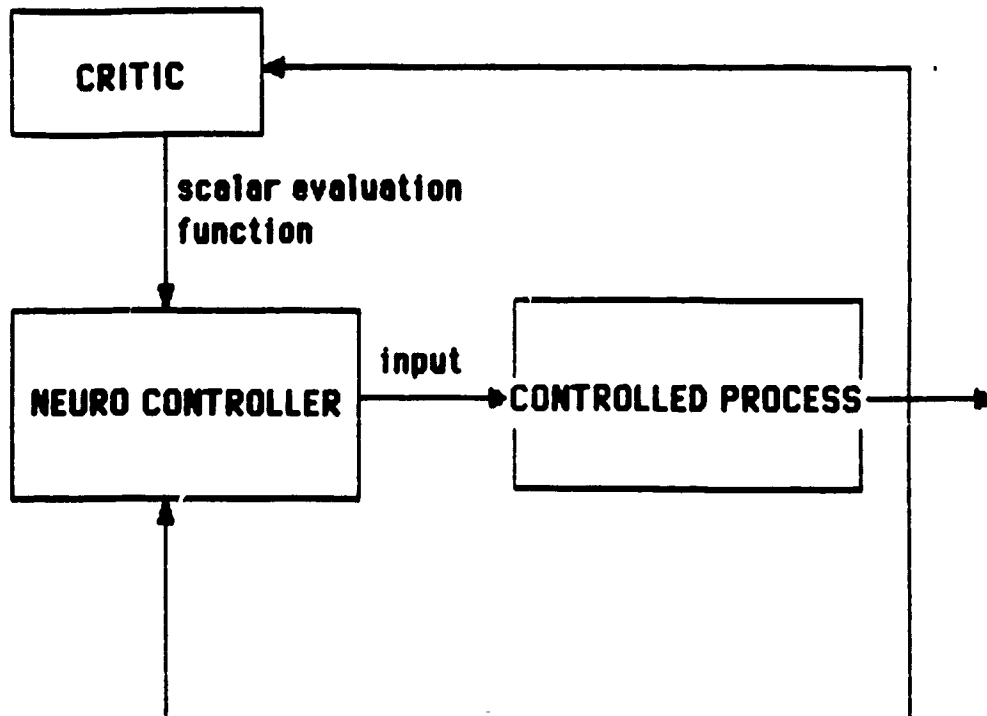 CRITIC
scalar evaluation
function
input
NEURO CONTROLLER
CONTROLLED PROCESS